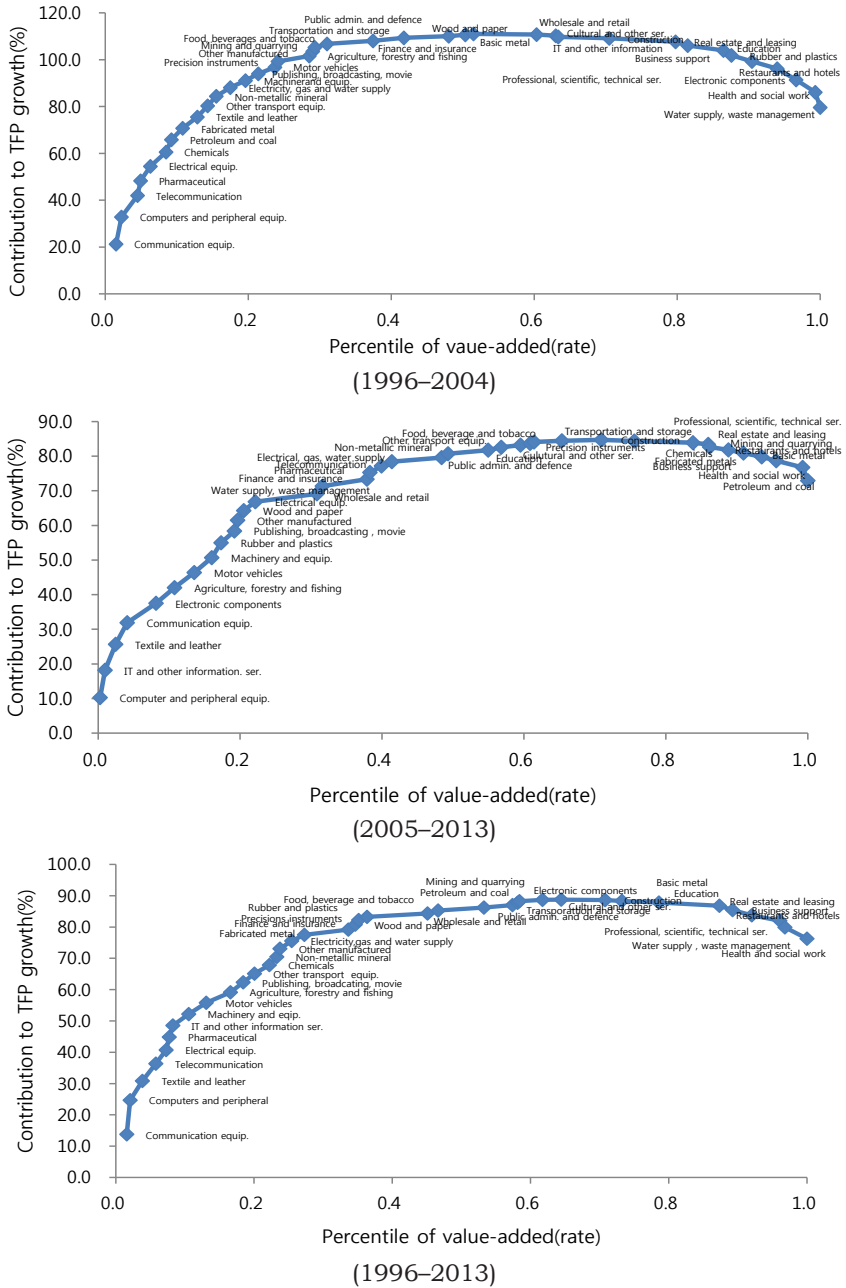 120.0
100.0
80.0
60.0
40.0
20.0
0.0
Contribution to TFP growth(%)
Public admin. and defence
Transportation and storage
Food, beverages and tobacco
Mining and quarrying
Other manufactured
Precision instruments
Wood and paper
Wholesale and retail
Cultural and other ser.
Basic metal
Construction
Finance and insurance
IT and other information
Real estate and leasing
Education
Agriculture, forestry and fishing
Business support
Rubber and plastics
Motor vehicles
Publishing, broadcasting, movie
Restaurants and hotels
Professional, scientific, technical ser.
Electronic components
Machinerand equip.
Electricity, gas and water supply
Health and social work
Non-metallic mineral
Other transport equip.
Water supply, waste management
Textile and leather
Fabricated metal
Petroleum and coal
Chemicals
Electrical equip.
Pharmaceutical
Telecommunication
Computers and peripheral equip.
Communication equip.
0.0 0.2 0.4 0.6 0.8 1.0
Percentile of vaue-added(rate)
(1996–2004)
90.0
80.0
70.0
60.0
50.0
40.0
30.0
20.0
10.0
0.0
Contribution to TFP growth(%)
Professional, scientific, technical ser.
Food, beverage and tobacco
Transportation and storage
Real estate and leasing
Other transport equip.
Construction
Mining and quarrying
Non-metallic mineral
Precision instruments
Restaurants and hotels
Chemicals
Electrical, gas, water supply
Education
Cutural and other ser.
Basic metal
Telecommunication
Public admin. and defence
Fabricated metals
Business support
Pharmaceutical
Finance and insurance
Health and social work
Petroleum and coal
Water supply, waste management
Wholesale and retail
Electrical equip.
Wood and paper
Other manufactured
Publishing, broadcasting , movie
Rubber and plastics
Machinery and equip.
Motor vehicles
Agriculture, forestry and fishing
Electronic components
Communication equip.
Textile and leather
IT and other information. ser.
Computer and peripheral equip.
0.0 0.2 0.4 0.6 0.8 1.0
Percentile of value-added(rate)
(2005–2013)
100.0
90.0
80.0
70.0
60.0
50.0
40.0
30.0
20.0
10.0
0.0
Contribution to TFP growth(%)
Mining and quarrying
Basic metal
Petroleum and coal
Electronic components
Education
Food, beverage and tobacco
Construction
Real estate and leasing
Rubber and plastics
Cultural and other ser.
Business support
Transporation and storage
Precisions instruments
Public admin. and defence
Restaurants and hotels
Finance and insurance
Wood and paper
Wholesale and retail
Fabricated metal
Professional, scientific, technical ser.
Electricity,gas and water supply
Water supply , waste management
Other manufactured
Health and social work
Non-metallic mineral
Chemicals
Other transport equip.
Publishing, broadcating, movie
Agriculture, forestry and fishing
Motor vehicles
Machinery and eqip.
IT and other information ser.
Pharmaceutical
Electrical equip.
Telecommunication
Textile and leather
Computers and peripheral
Communication equip.
0.0 0.2 0.4 0.6 0.8 1.0
Percentile of value-added(rate)
(1996–2013)